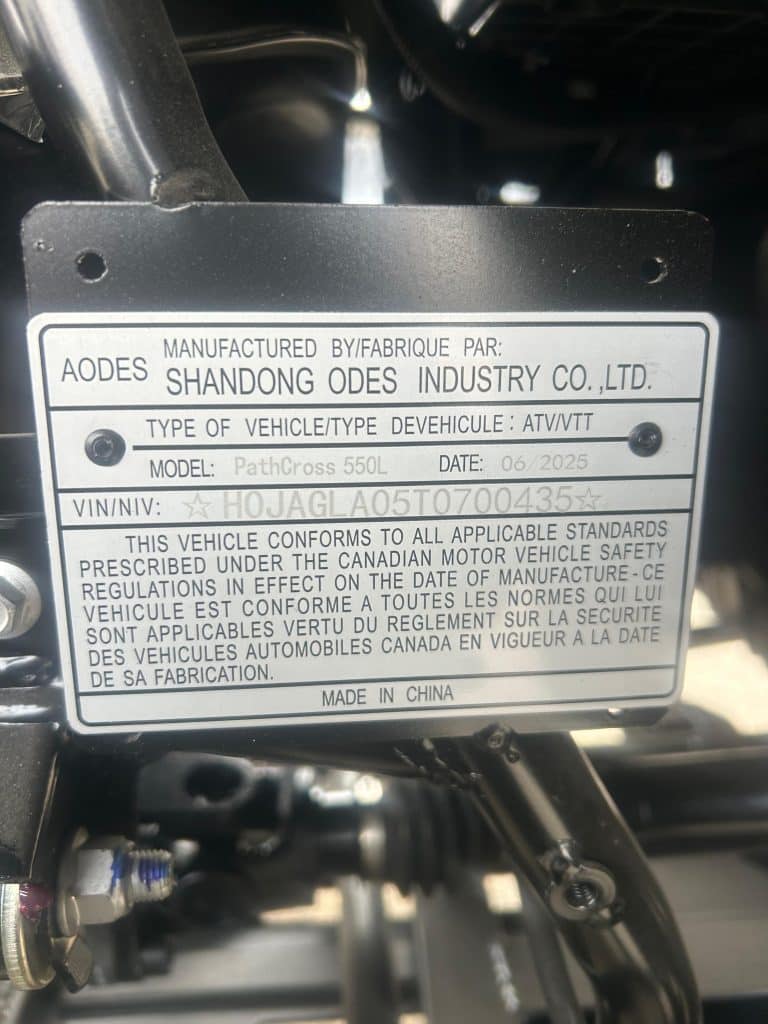 MANUFACTURED BY/FABRIQUE PAR:
AODES SHANDONG ODES INDUSTRY CO.,LTD.
TYPE OF VEHICLE/TYPE DEVEHICULE: ATV/VTT
MODEL: PathCross 550L DATE: 06/2025
VIN/NIV: ☆H0JAGLA05T0700435☆
THIS VEHICLE CONFORMS TO ALL APPLICABLE STANDARDS
PRESCRIBED UNDER THE CANADIAN MOTOR VEHICLE SAFETY
REGULATIONS IN EFFECT ON THE DATE OF MANUFACTURE-CE
VEHICULE EST CONFORME A TOUTES LES NORMES QUI LUI
SONT APPLICABLES VERTU DU REGLEMENT SUR LA SECURITE
DES VEHICULES AUTOMOBILES CANADA EN VIGUEUR A LA DATE
DE SA FABRICATION.
MADE IN CHINA